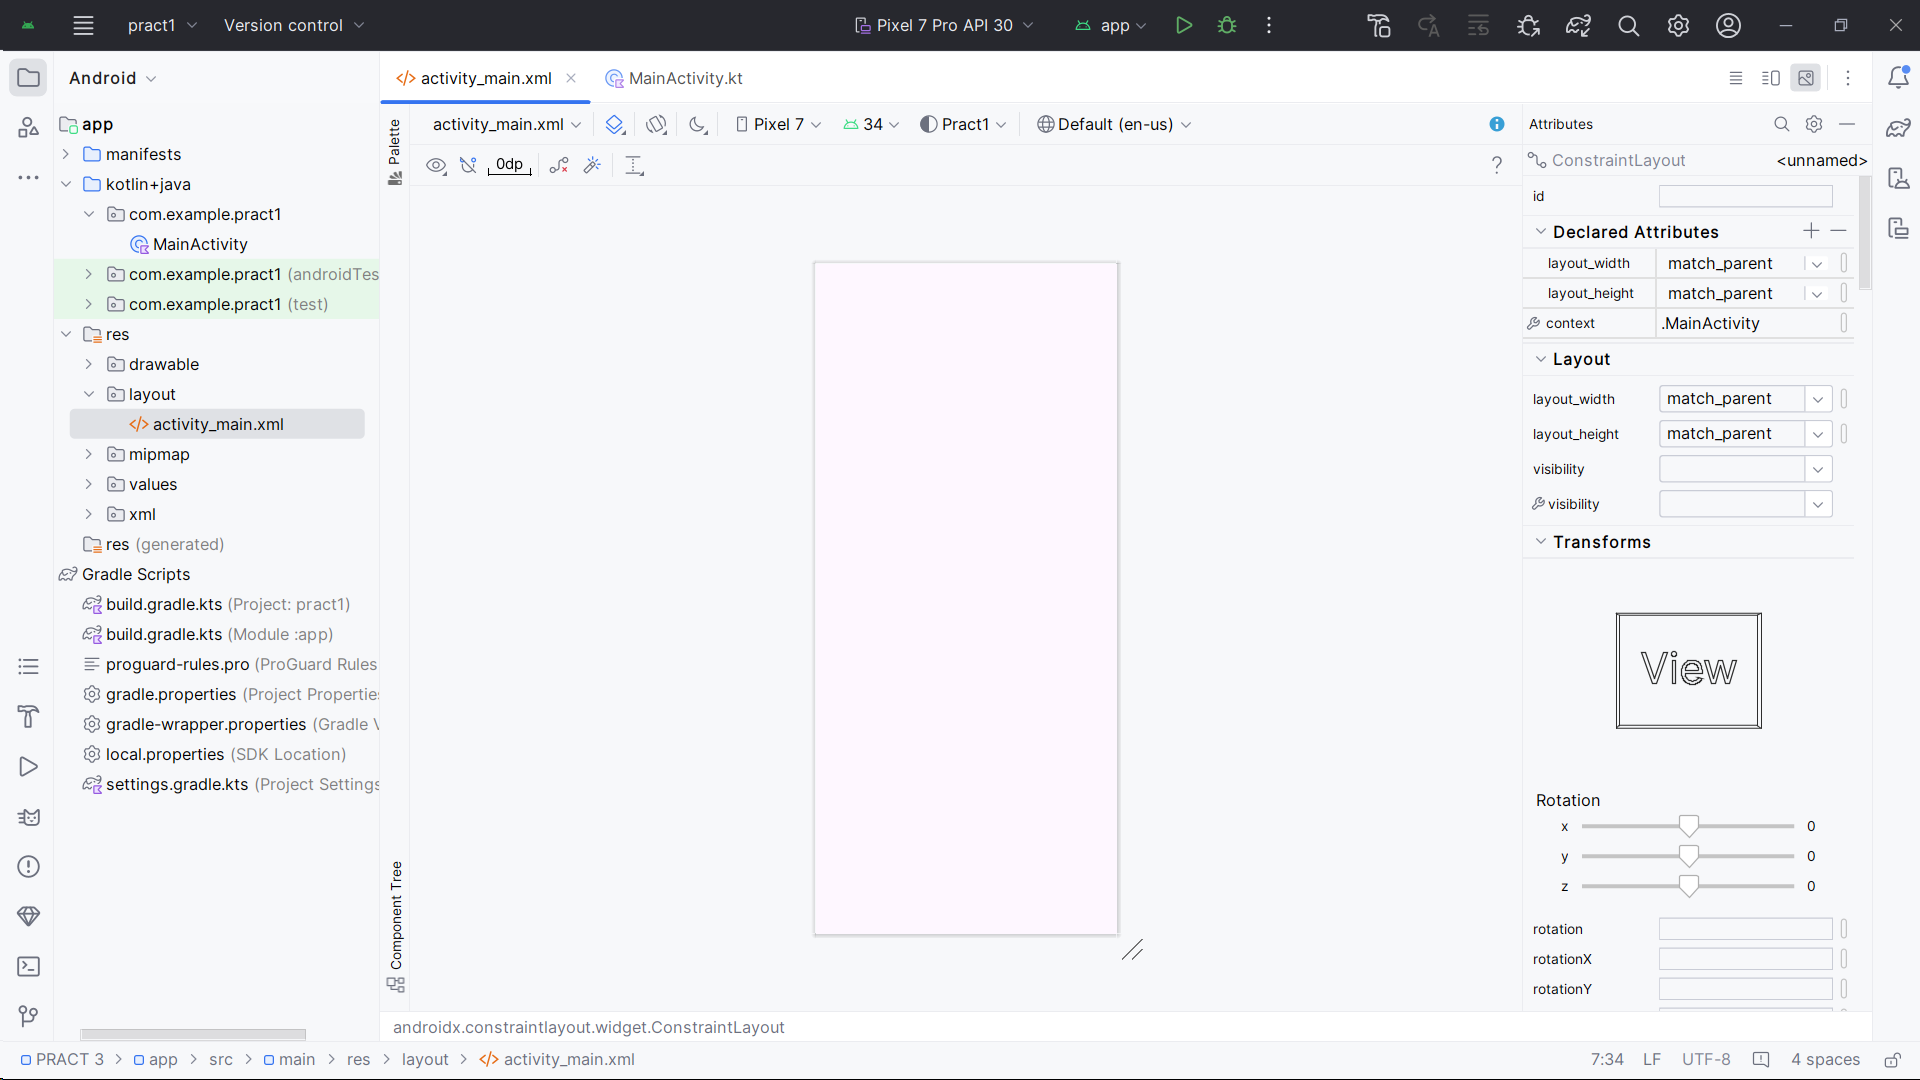 pract1
Version control
Pixel 7 Pro API 30
app
Android
activity_main.xml
MainActivity.kt
app
manifests
kotlin+java
com.example.pract1
MainActivity
com.example.pract1 (androidTes
com.example.pract1 (test)
res
drawable
layout
activity_main.xml
mipmap
values
xml
res (generated)
Gradle Scripts
build.gradle.kts (Project: pract1)
build.gradle.kts (Module :app)
proguard-rules.pro (ProGuard Rules
gradle.properties (Project Properties
gradle-wrapper.properties (Gradle V
local.properties (SDK Location)
settings.gradle.kts (Project Settings
Palette
activity_main.xml
Pixel 7
34
Pract1
Default (en-us)
0dp
?
Component Tree
Attributes
ConstraintLayout <unnamed>
id
Declared Attributes
layout_width match_parent
layout_height match_parent
context .MainActivity
Layout
layout_width match_parent
layout_height match_parent
visibility
visibility
Transforms
View
Rotation
x 0
y 0
z 0
rotation
rotationX
rotationY
androidx.constraintlayout.widget.ConstraintLayout
PRACT 3 > app > src > main > res > layout > activity_main.xml
7:34 LF UTF-8 4 spaces